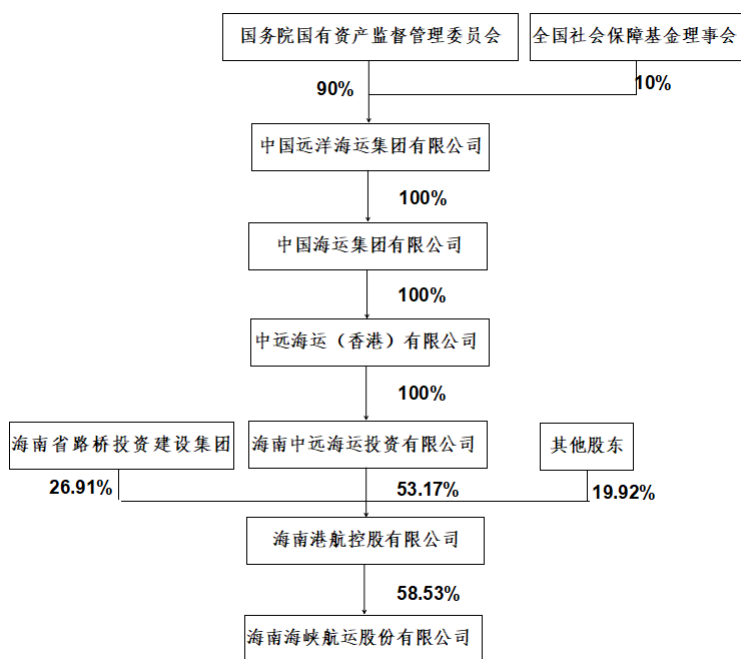 国务院国有资产监督管理委员会
全国社会保障基金理事会
90%
10%
中国远洋海运集团有限公司
100%
中国海运集团有限公司
100%
中远海运（香港）有限公司
100%
海南省路桥投资建设集团
海南中远海运投资有限公司
其他股东
26.91%
53.17%
19.92%
海南港航控股有限公司
58.53%
海南海峡航运股份有限公司